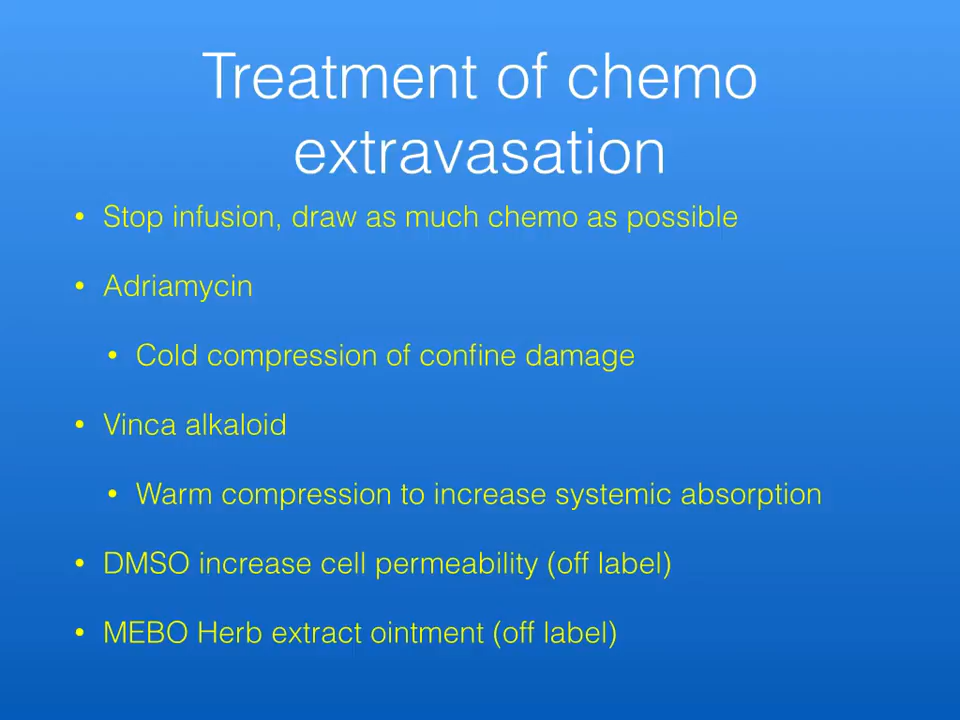 Treatment of chemo
extravasation
• Stop infusion, draw as much chemo as possible
• Adriamycin
• Cold compression of confine damage
• Vinca alkaloid
• Warm compression to increase systemic absorption
• DMSO increase cell permeability (off label)
• MEBO Herb extract ointment (off label)